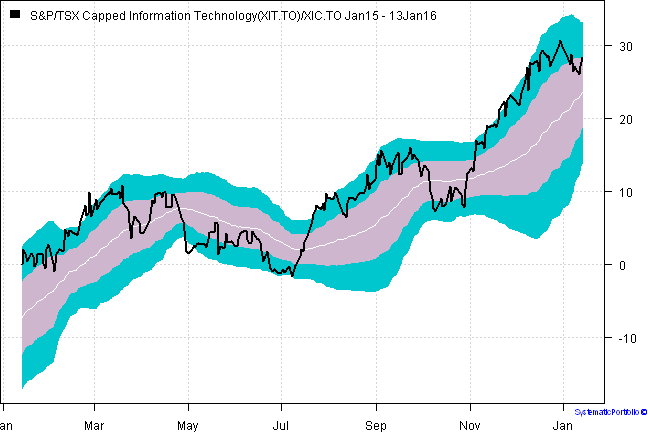 S&P/TSX Capped Information Technology(XIT.TO)/XIC.TO Jan15 - 13Jan16
30
20
10
0
-10
an Mar May Jul Sep Nov Jan
SystematicPortfolio ©